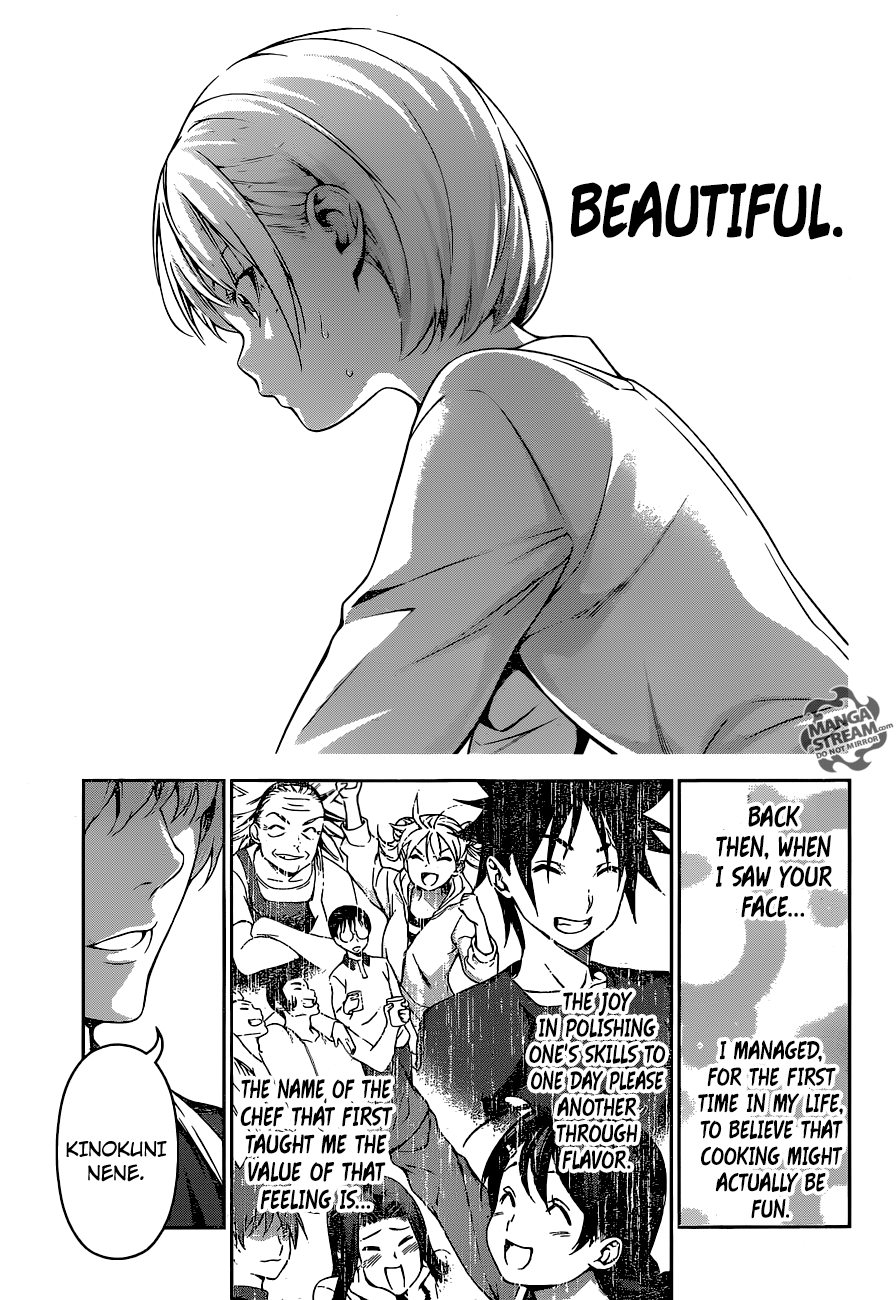 BEAUTIFUL.
MANGA
STREAM.com
DO NOT MIRROR
BACK
THEN, WHEN
I SAW YOUR
FACE...
I MANAGED,
FOR THE FIRST
TIME IN MY LIFE,
TO BELIEVE THAT
COOKING MIGHT
ACTUALLY BE
FUN.
THE JOY
IN POLISHING
ONE'S SKILLS TO
ONE DAY PLEASE
ANOTHER
THROUGH
FLAVOR.
THE NAME OF THE
CHEF THAT FIRST
TAUGHT ME THE
VALUE OF THAT
FEELING IS...
KINOKUNI
NENE.